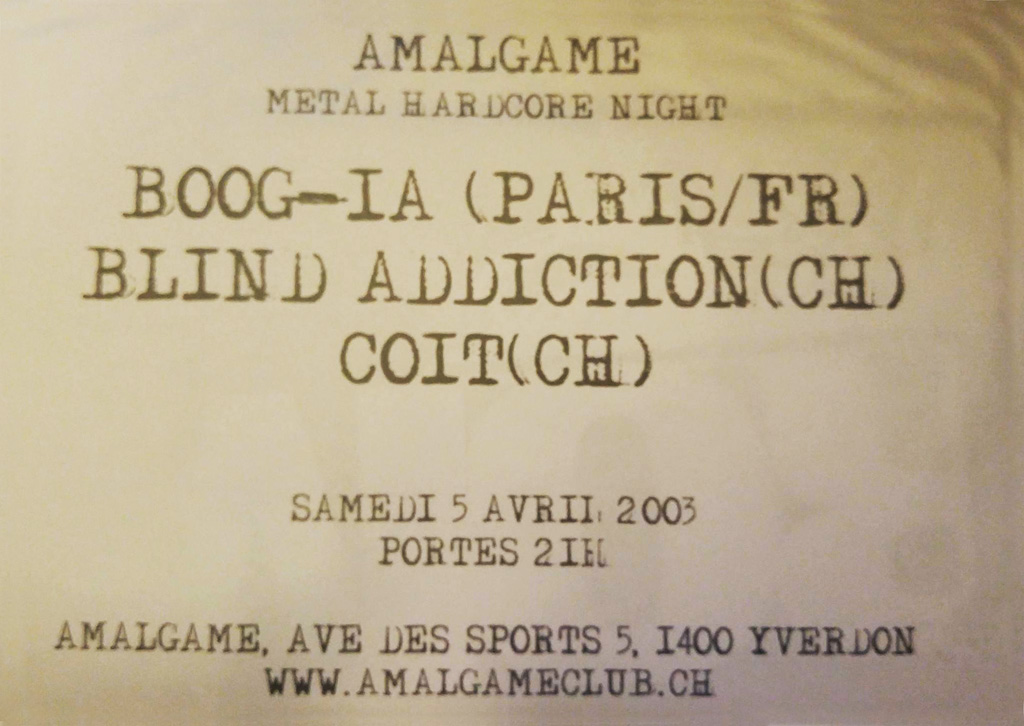 AMALGAME
METAL HARDCORE NIGHT
BOOG-IA (PARIS/FR)
BLIND ADDICTION(CH)
COIT(CH)
SAMEDI 5 AVRIL 2003
PORTES 21H
AMALGAME, AVE DES SPORTS 5, 1400 YVERDON
WWW.AMALGAMECLUB.CH